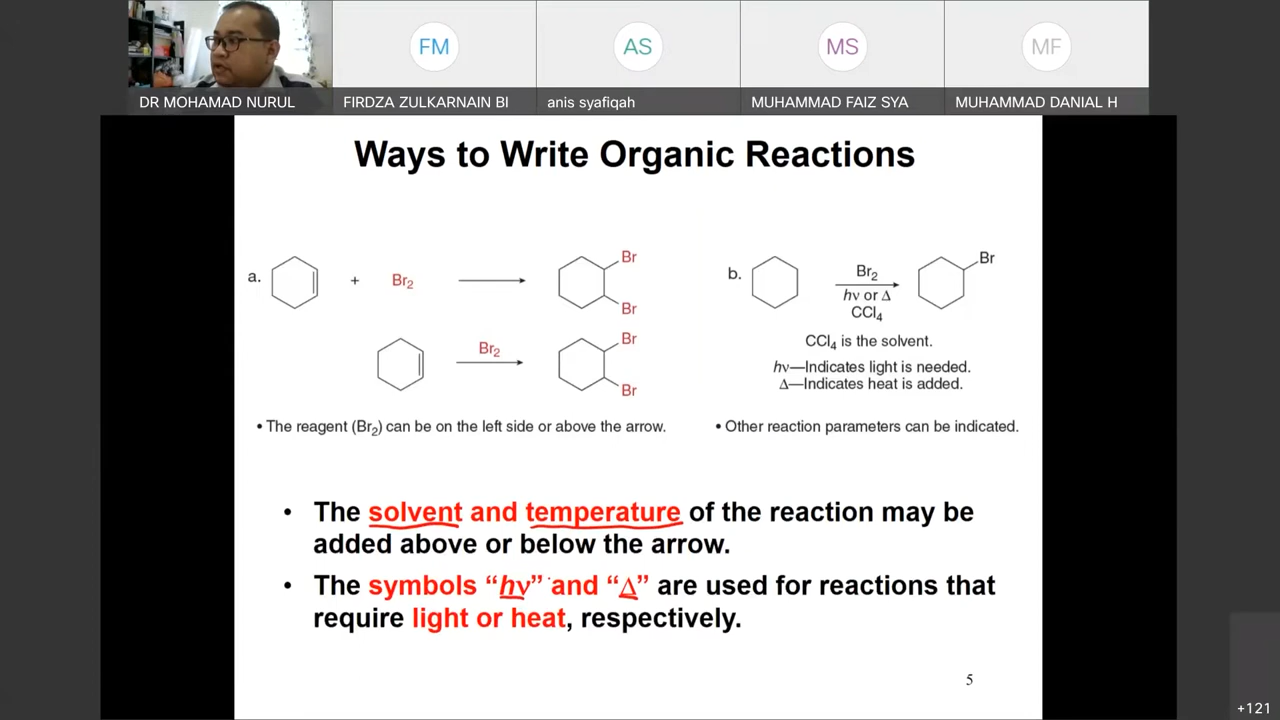 FM
AS
MS
MF
DR MOHAMAD NURUL
FIRDZA ZULKARNAIN BI
anis syafiqah
MUHAMMAD FAIZ SYA
MUHAMMAD DANIAL H
Ways to Write Organic Reactions
a.
+
Br₂
Br
Br
Br₂
Br
Br
• The reagent (Br₂) can be on the left side or above the arrow.
b.
Br₂
hν or Δ
CCl₄
Br
CCl₄ is the solvent.
hν—Indicates light is needed.
Δ—Indicates heat is added.
• Other reaction parameters can be indicated.
• The solvent and temperature of the reaction may be
added above or below the arrow.
• The symbols “hν” and “Δ” are used for reactions that
require light or heat, respectively.
5
+121